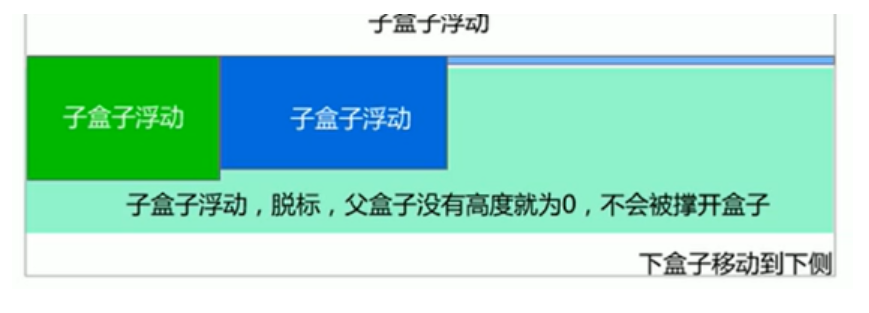 子盒子浮动
子盒子浮动
子盒子浮动
子盒子浮动，脱标，父盒子没有高度就为0，不会被撑开盒子
下盒子移动到下侧